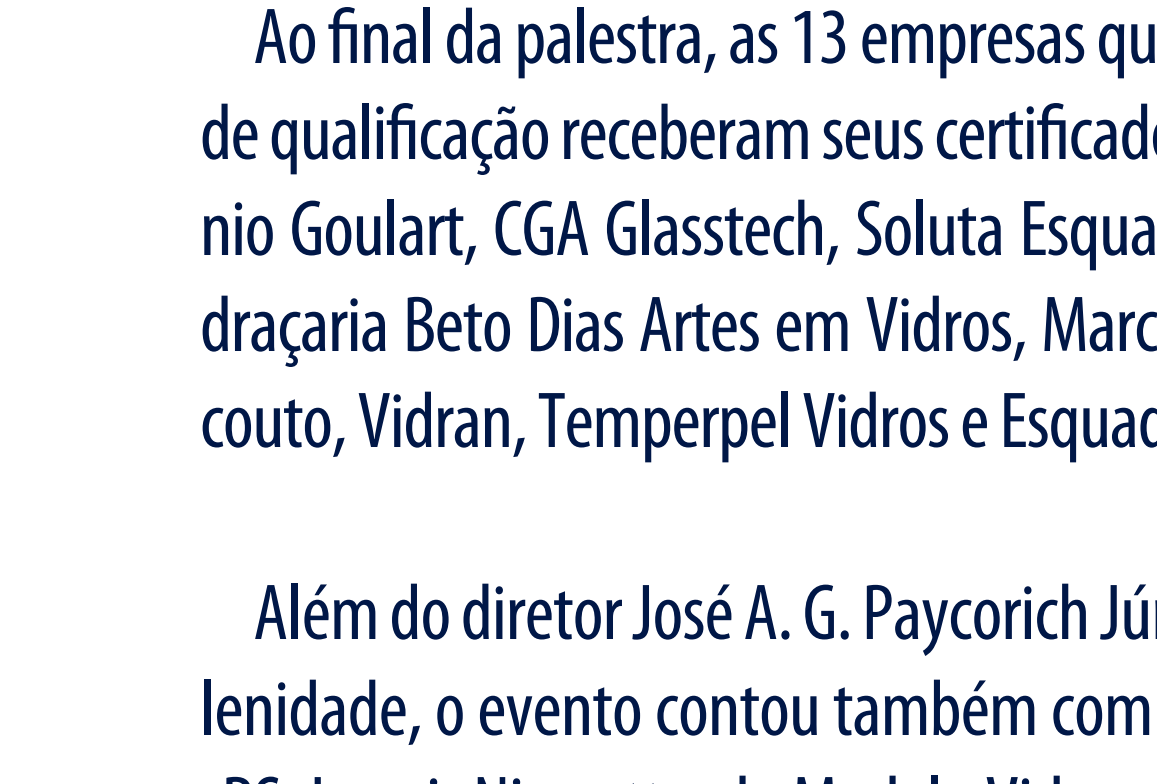 Ao final da palestra, as 13 empresas qu
de qualificação receberam seus certificad
nio Goulart, CGA Glasstech, Soluta Esqua
draçaria Beto Dias Artes em Vidros, Marc
couto, Vidran, Temperpel Vidros e Esquad
Além do diretor José A. G. Paycorich Jú
lenidade, o evento contou também com